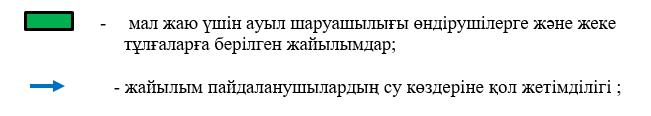 - мал жаю үшін ауыл шаруашылығы өндірушілерге және жеке
тұлғаларға берілген жайылымдар;
- жайылым пайдаланушылардың су көздеріне қол жетімділігі ;